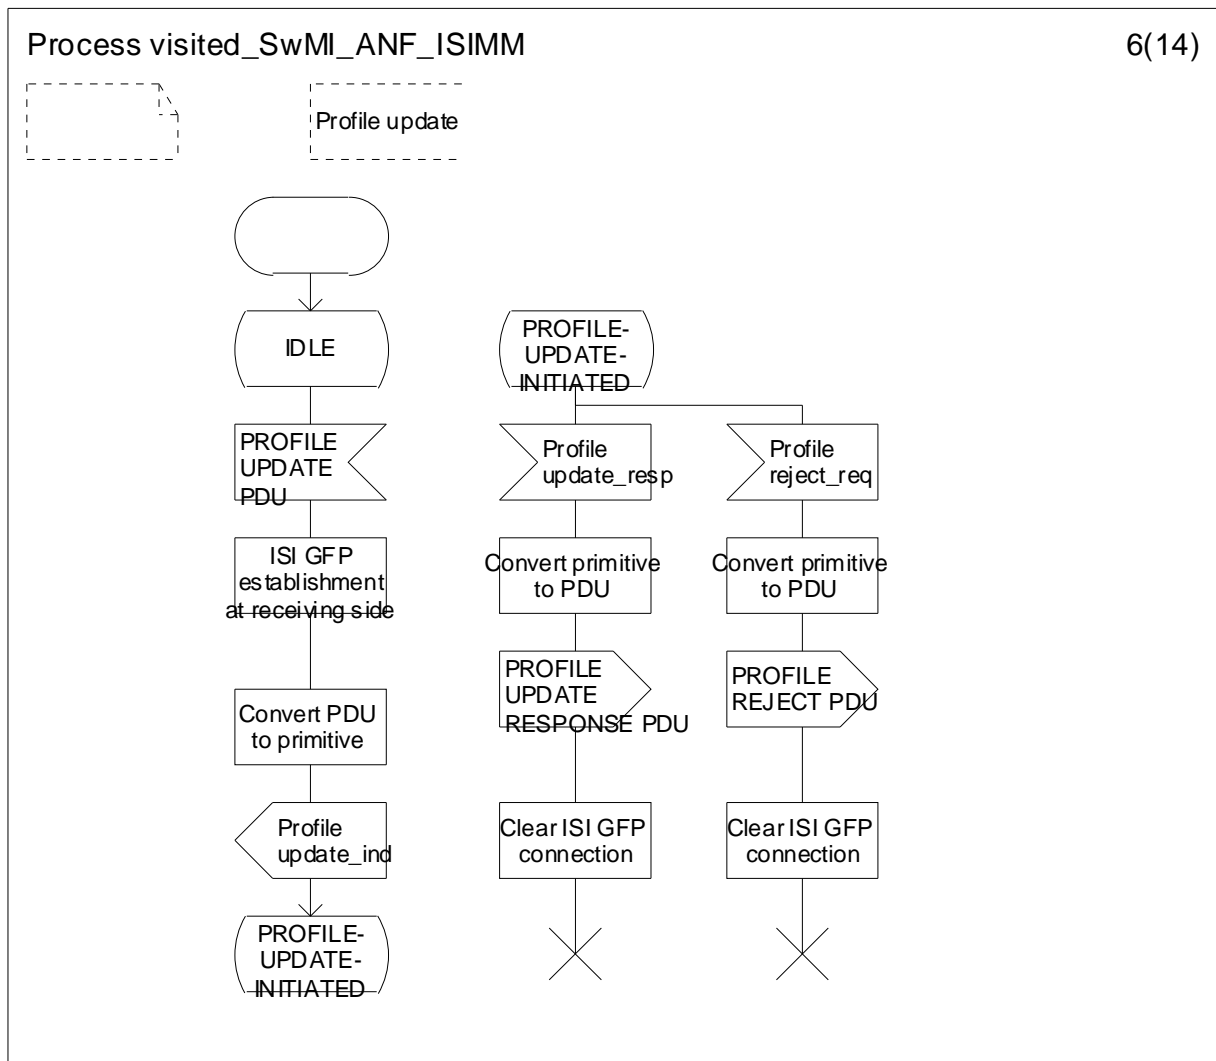 Process visited_SwMI_ANF_ISIMM
6(14)
Profile update
IDLE
PROFILE
UPDATE
PDU
ISI GFP
establishment
at receiving side
Convert PDU
to primitive
Profile
update_ind
PROFILE-
UPDATE-
INITIATED
PROFILE-
UPDATE-
INITIATED
Profile
update_resp
Convert primitive
to PDU
PROFILE
UPDATE
RESPONSE PDU
Clear ISI GFP
connection
Profile
reject_req
Convert primitive
to PDU
PROFILE
REJECT PDU
Clear ISI GFP
connection